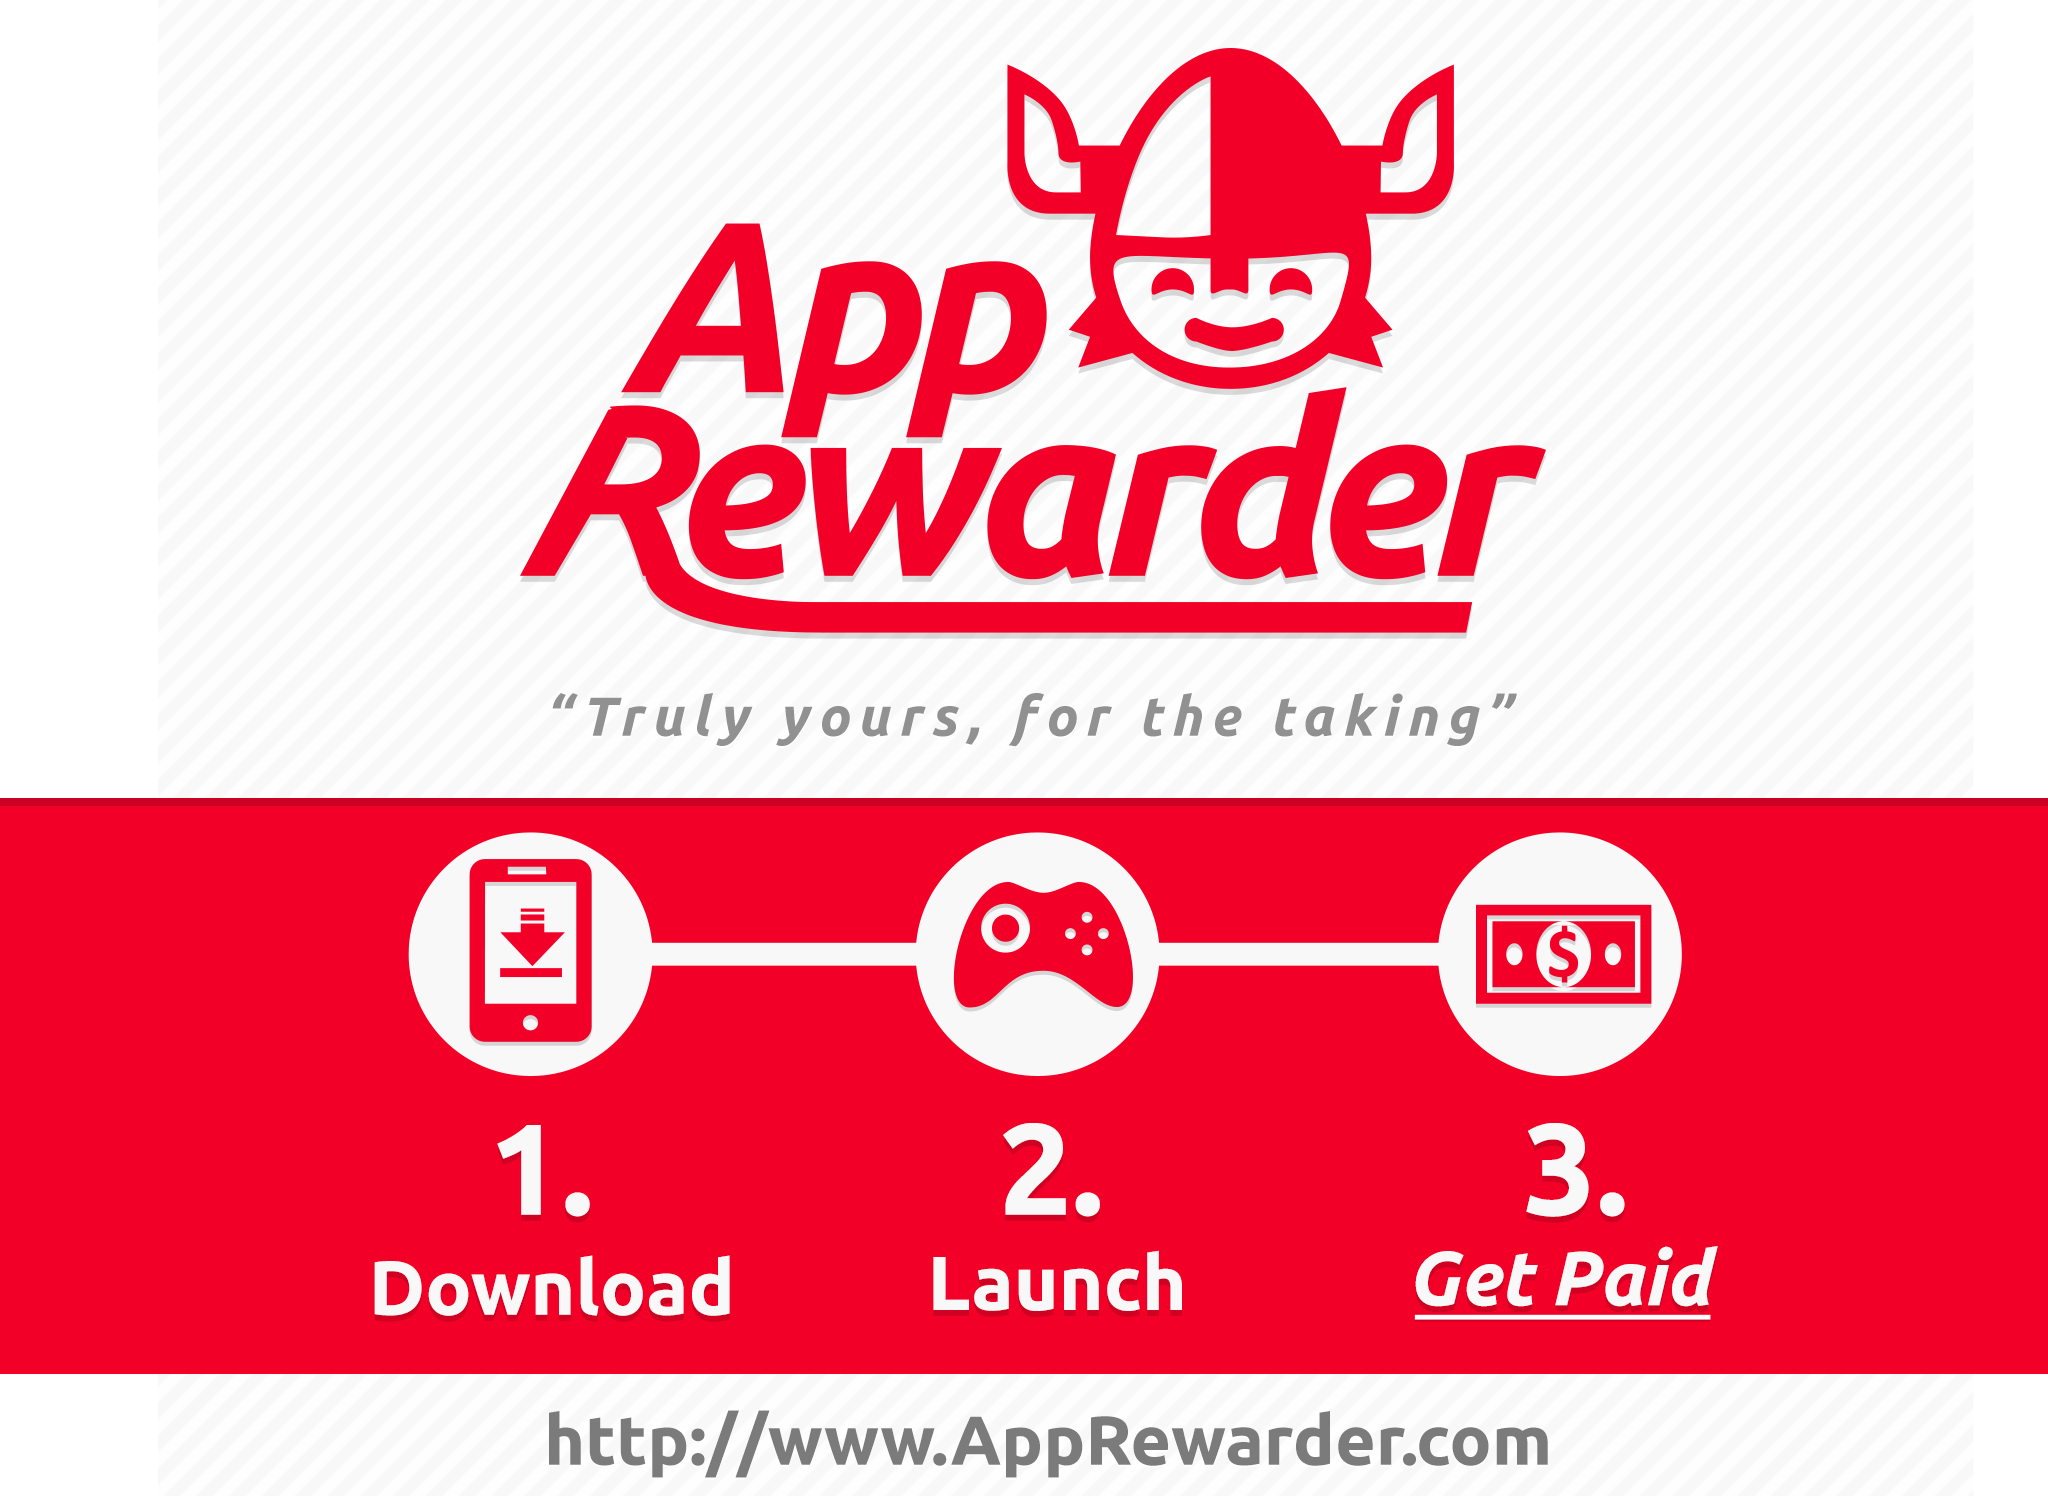 App
Rewarder
“Truly yours, for the taking”
$
1. 2. 3.
Download Launch Get Paid
http://www.AppRewarder.com